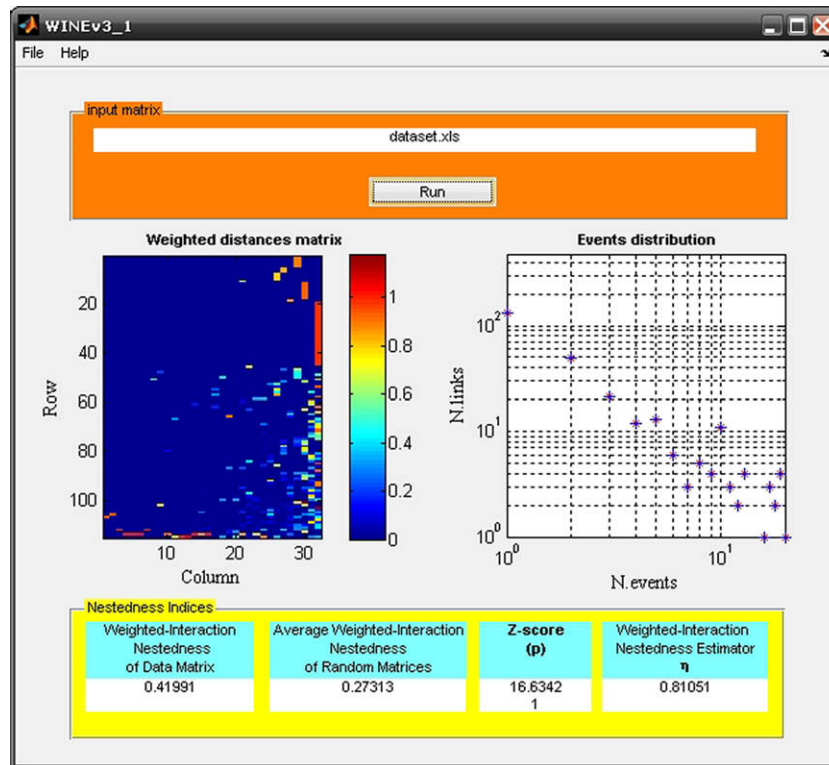 WINEv3_1
File Help
input matrix
dataset.xls
Run
Weighted distances matrix
20
40
60
80
100
Row
10 20 30
Column
1
0.8
0.6
0.4
0.2
0
Events distribution
10^2
10^1
10^0
N.links
10^0 10^1
N.events
Nestedness Indices
Weighted-Interaction
Nestedness
of Data Matrix
0.41991
Average Weighted-Interaction
Nestedness
of Random Matrices
0.27313
Z-score
(p)
16.6342
1
Weighted-Interaction
Nestedness Estimator
η
0.81051